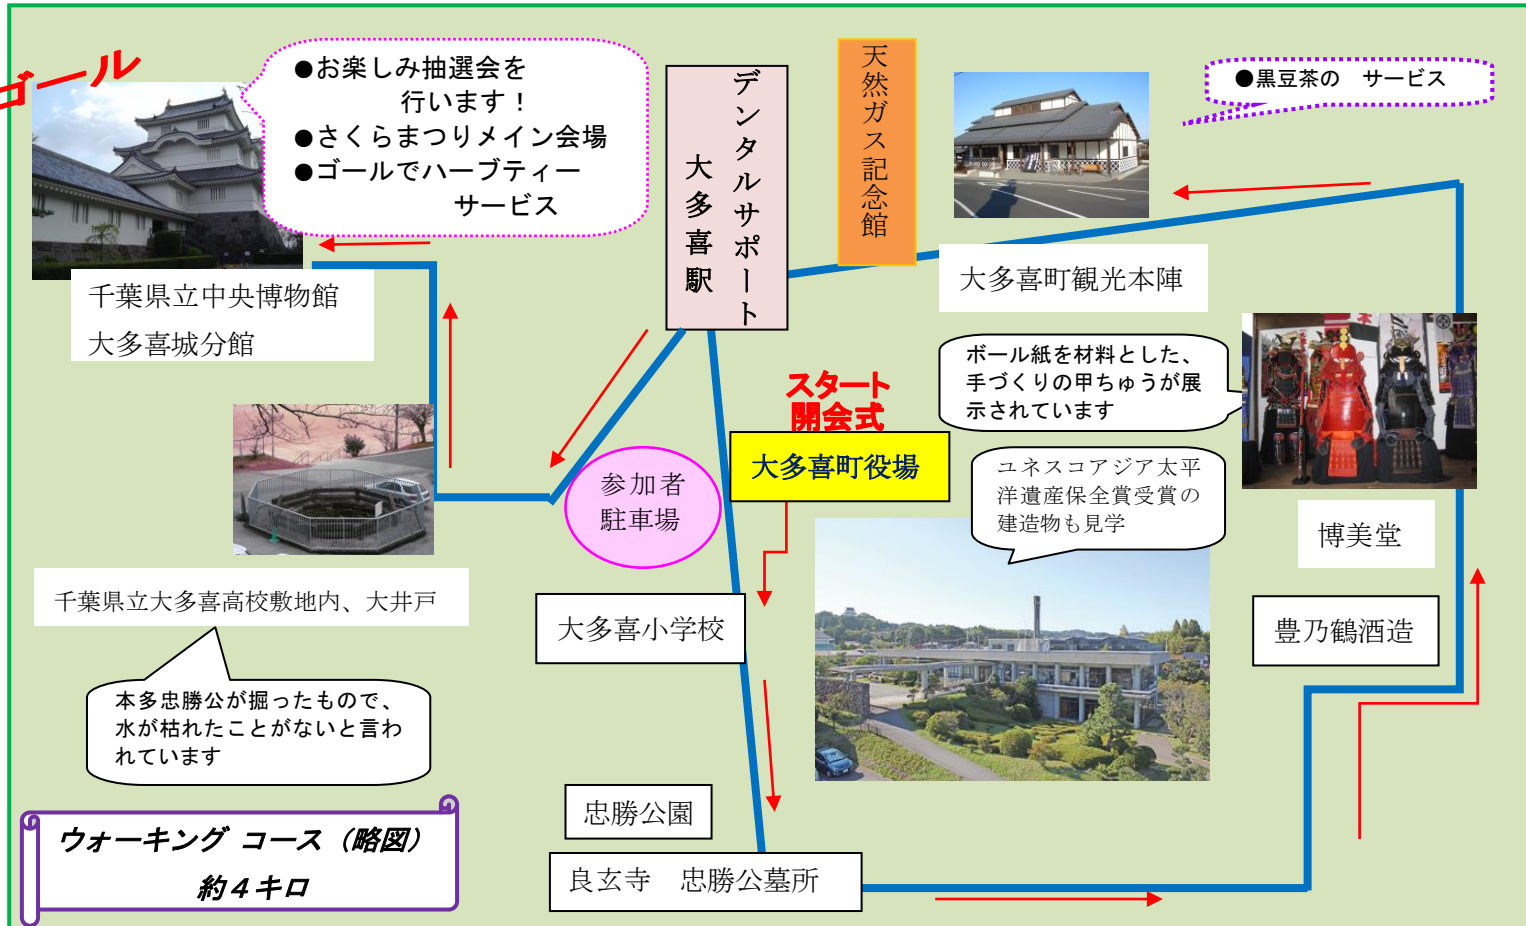 ゴール
●お楽しみ抽選会を
行います！
●さくらまつりメイン会場
●ゴールでハーブティー
サービス
デンタルサポート
大多喜駅
天然ガス記念館
●黒豆茶の　サービス
千葉県立中央博物館
大多喜城分館
大多喜町観光本陣
ボール紙を材料とした、
手づくりの甲ちゅうが展
示されています
スタート
開会式
大多喜町役場
ユネスコアジア太平
洋遺産保全賞受賞の
建造物も見学
参加者
駐車場
博美堂
千葉県立大多喜高校敷地内、大井戸
大多喜小学校
豊乃鶴酒造
本多忠勝公が掘ったもので、
水が枯れたことがないと言わ
れています
忠勝公園
ウォーキング コース（略図）
約４キロ
良玄寺　忠勝公墓所